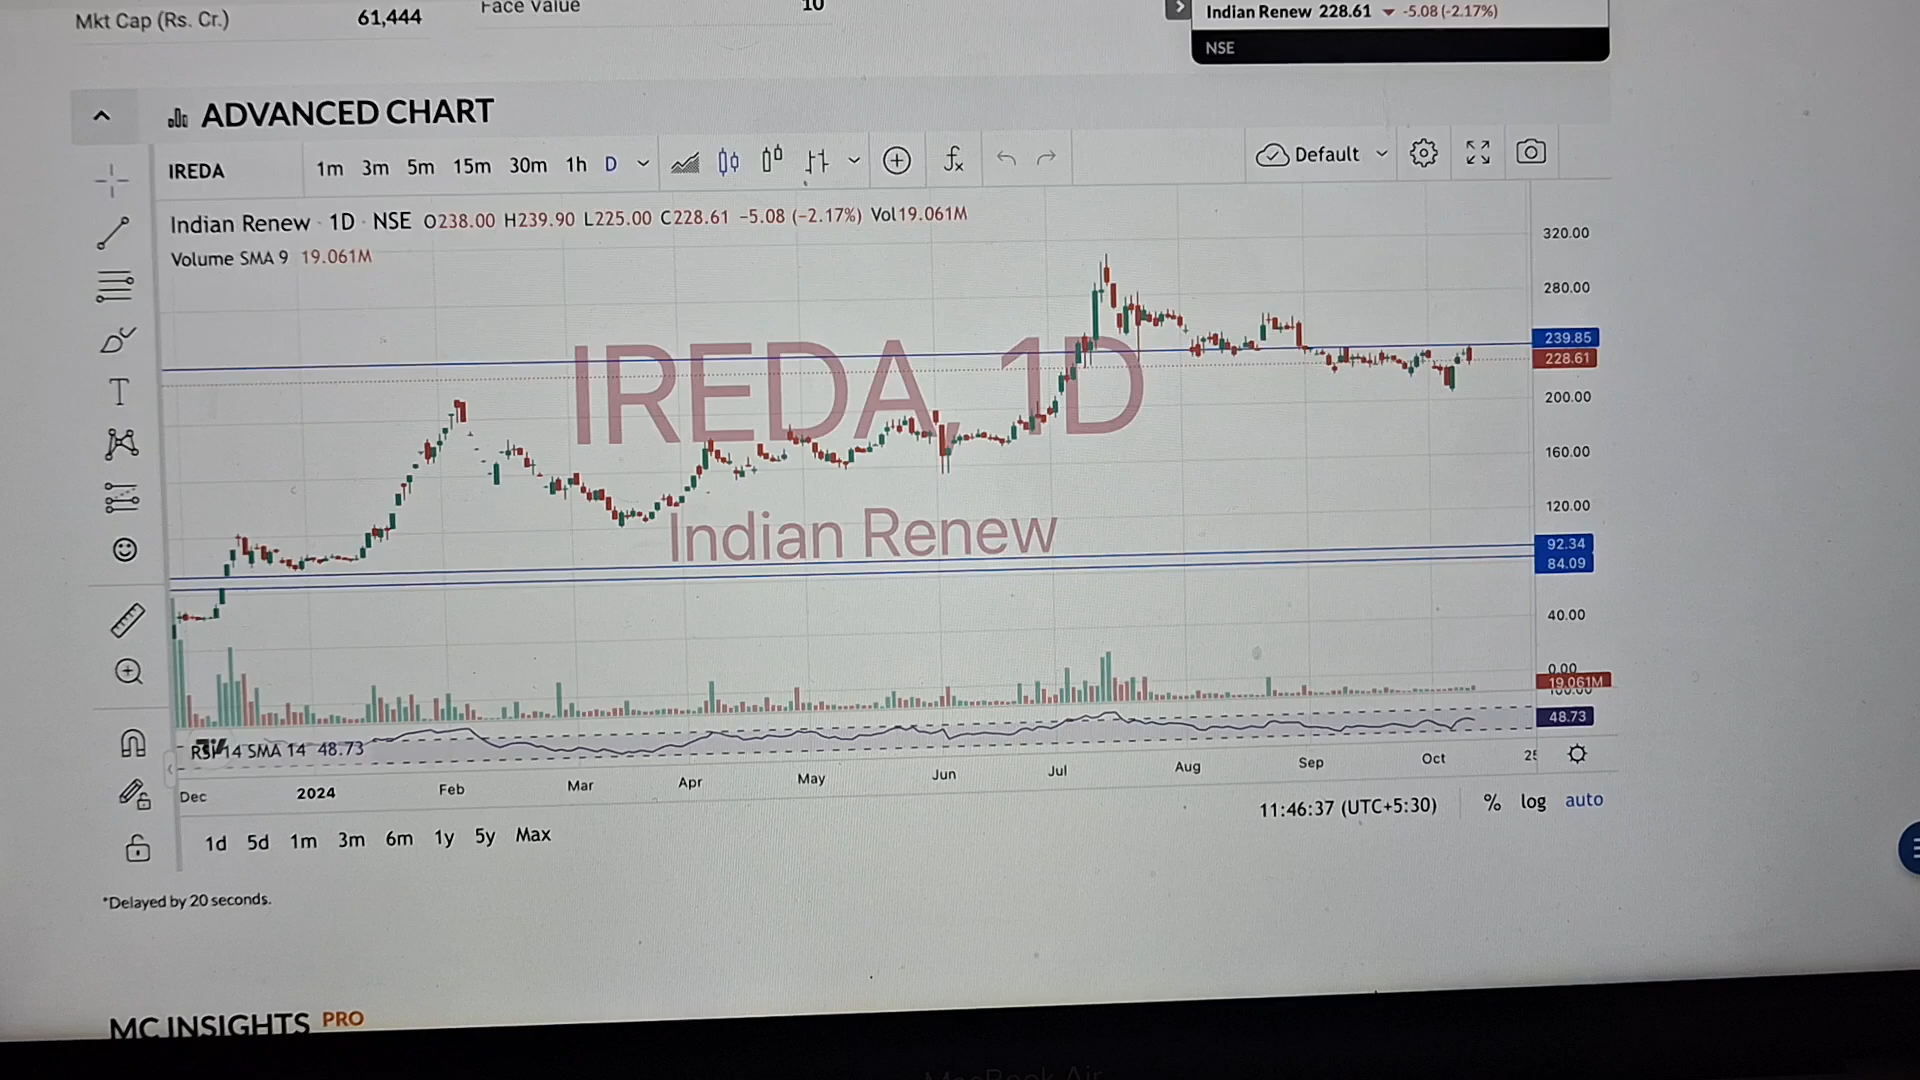 Mkt Cap (Rs. Cr.) 61,444 Face Value 10
Indian Renew 228.61 ▼ -5.08 (-2.17%)
NSE
ADVANCED CHART
IREDA 1m 3m 5m 15m 30m 1h D Default
Indian Renew · 1D · NSE O238.00 H239.90 L225.00 C228.61 −5.08 (−2.17%) Vol19.061M
Volume SMA 9 19.061M
320.00
280.00
239.85
228.61
200.00
160.00
120.00
92.34
84.09
40.00
0.00
19.061M
100.00
48.73
IREDA, 1D
Indian Renew
RSI 14 SMA 14 48.73
Dec 2024 Feb Mar Apr May Jun Jul Aug Sep Oct
11:46:37 (UTC+5:30) % log auto
1d 5d 1m 3m 6m 1y 5y Max
*Delayed by 20 seconds.
MC INSIGHTS PRO
MacBook Air